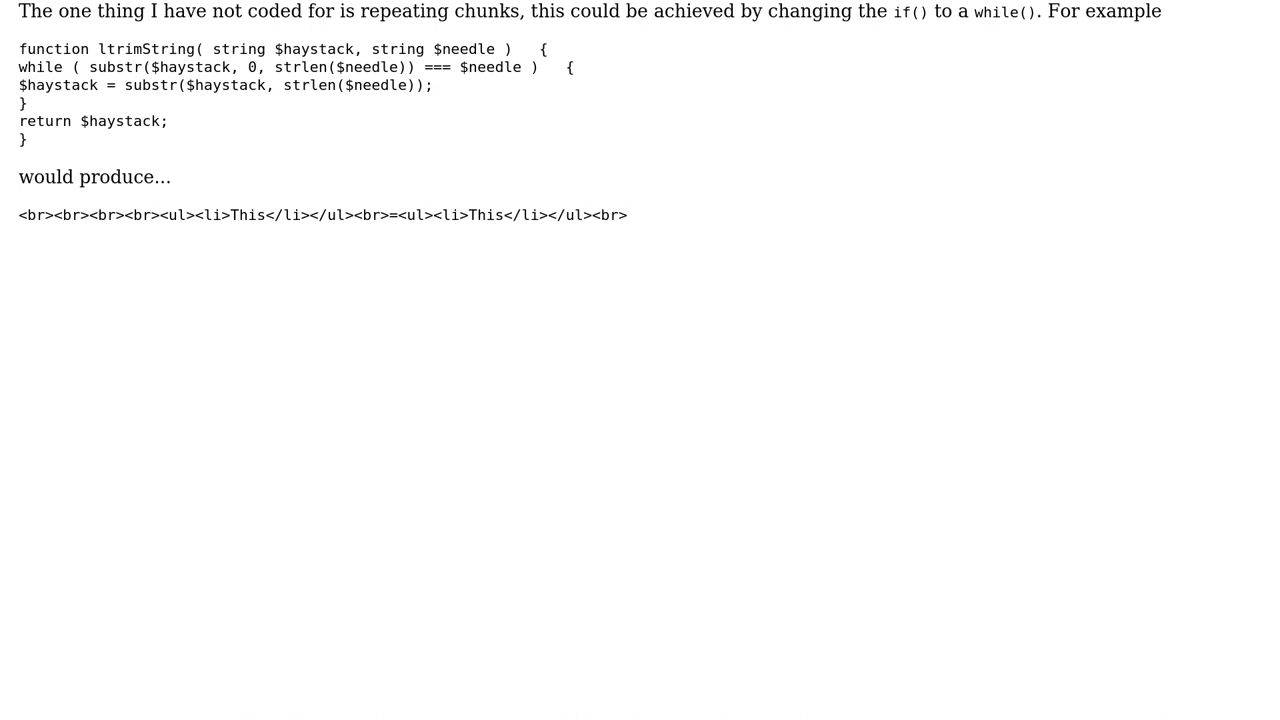 The one thing I have not coded for is repeating chunks, this could be achieved by changing the if() to a while(). For example
function ltrimString( string $haystack, string $needle )   {
while ( substr($haystack, 0, strlen($needle)) === $needle )   {
$haystack = substr($haystack, strlen($needle));
}
return $haystack;
}
would produce...
<br><br><br><br><ul><li>This</li></ul><br>=<ul><li>This</li></ul><br>